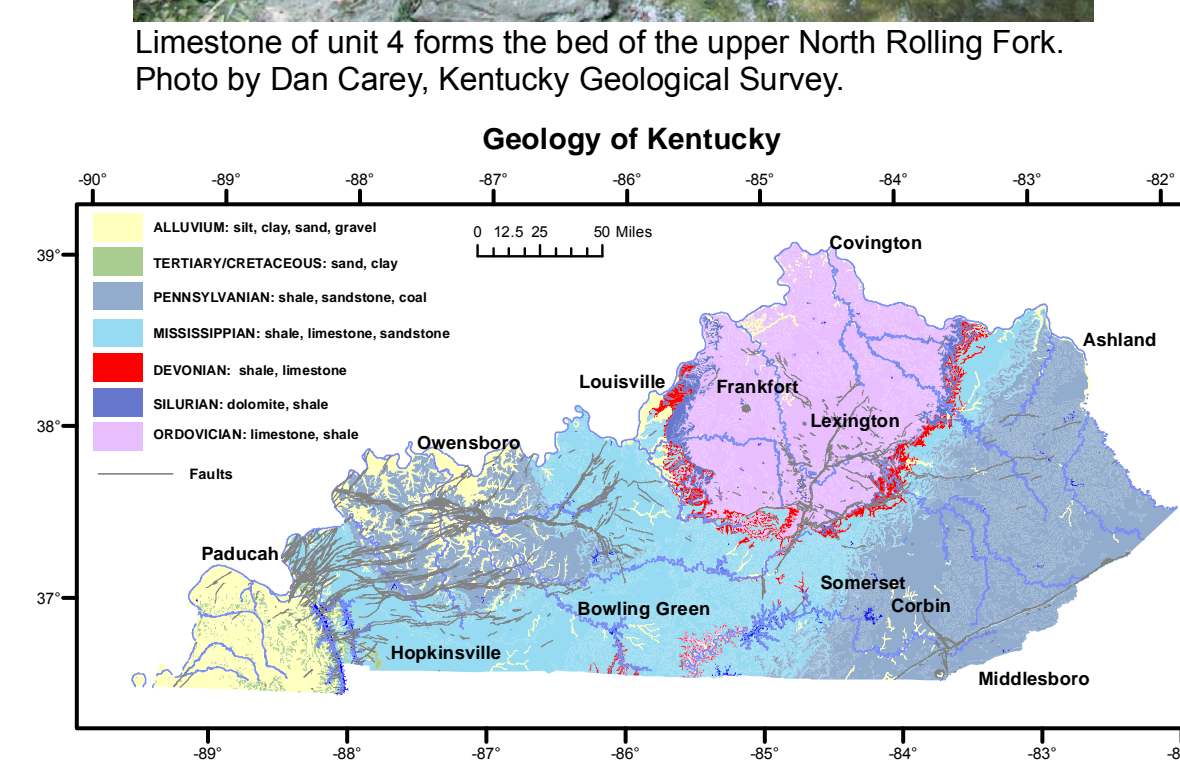 Limestone of unit 4 forms the bed of the upper North Rolling Fork.
Photo by Dan Carey, Kentucky Geological Survey.
Geology of Kentucky
-90° -89° -88° -87° -86° -85° -84° -83° -82°
ALLUVIUM: silt, clay, sand, gravel
TERTIARY/CRETACEOUS: sand, clay
PENNSYLVANIAN: shale, sandstone, coal
MISSISSIPPIAN: shale, limestone, sandstone
DEVONIAN: shale, limestone
SILURIAN: dolomite, shale
ORDOVICIAN: limestone, shale
Faults
0 12.5 25 50 Miles
39°
38°
37°
Covington
Ashland
Louisville
Frankfort
Lexington
Owensboro
Paducah
Somerset
Corbin
Bowling Green
Hopkinsville
Middlesboro
-89° -88° -87° -86° -85° -84° -83°